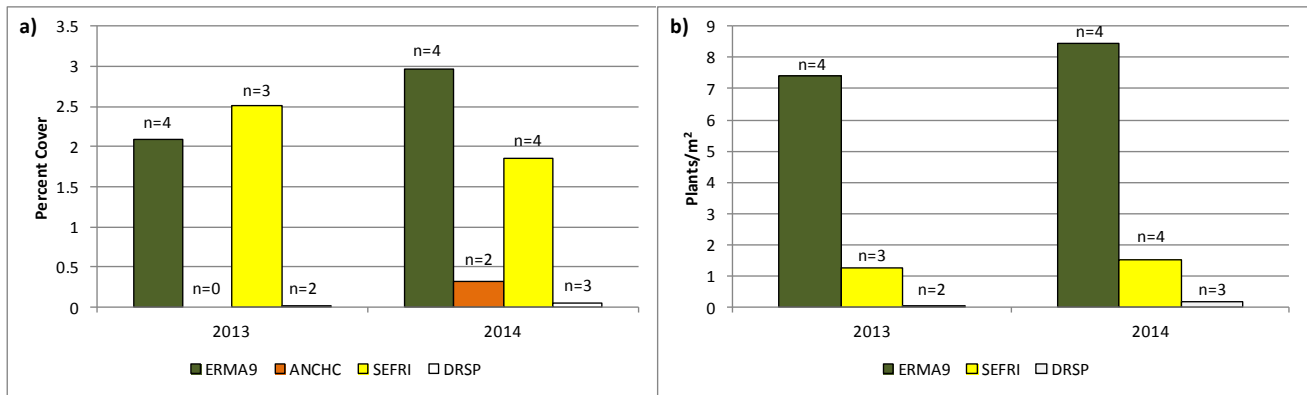 a)
Percent Cover
3.5
3
2.5
2
1.5
1
0.5
0
n=4
n=0
n=3
n=2
n=4
n=2
n=4
n=3
2013 2014
ERMA9 ANCHC SEFRI DRSP
b)
Plants/m²
9
8
7
6
5
4
3
2
1
0
n=4
n=3
n=2
n=4
n=4
n=3
2013 2014
ERMA9 SEFRI DRSP